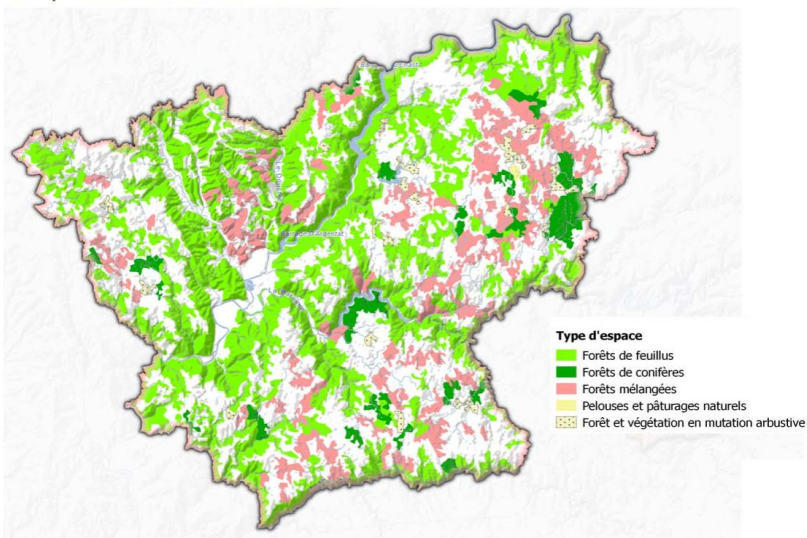 Type d'espace
Forêts de feuillus
Forêts de conifères
Forêts mélangées
Pelouses et pâturages naturels
Forêt et végétation en mutation arbustive